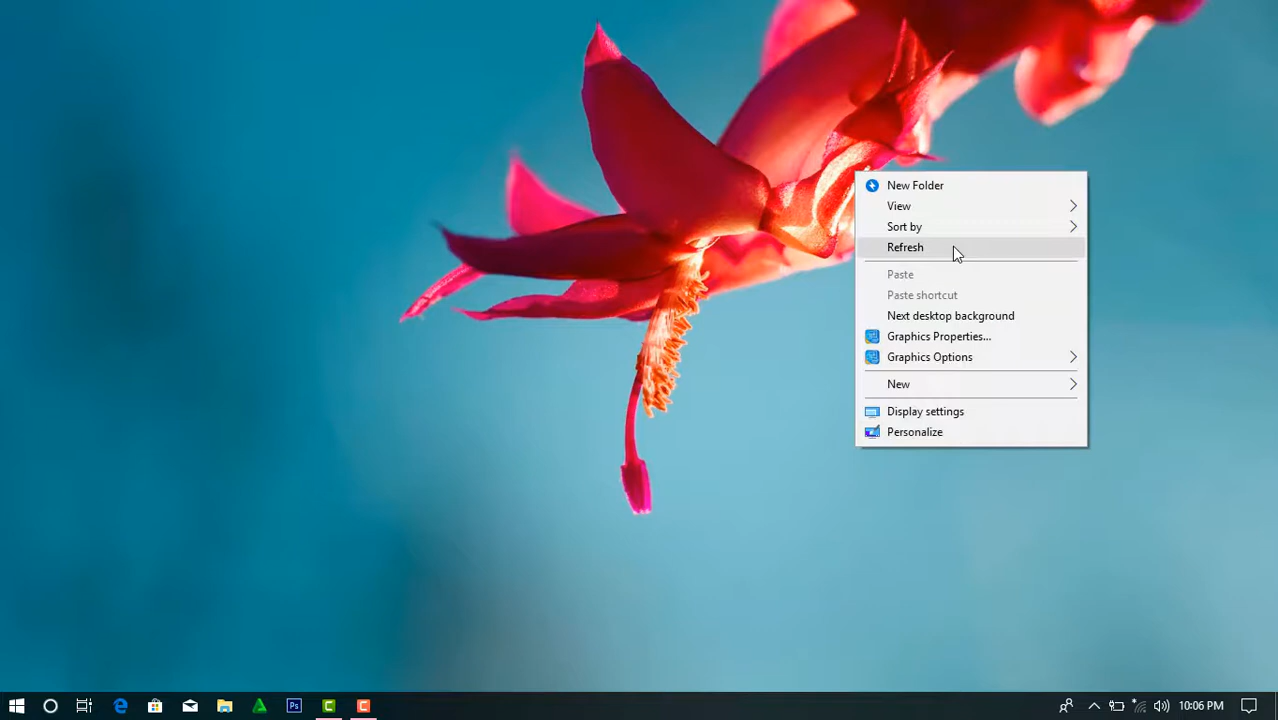 New Folder
View
Sort by
Refresh
Paste
Paste shortcut
Next desktop background
Graphics Properties...
Graphics Options
New
Display settings
Personalize
Ps
10:06 PM